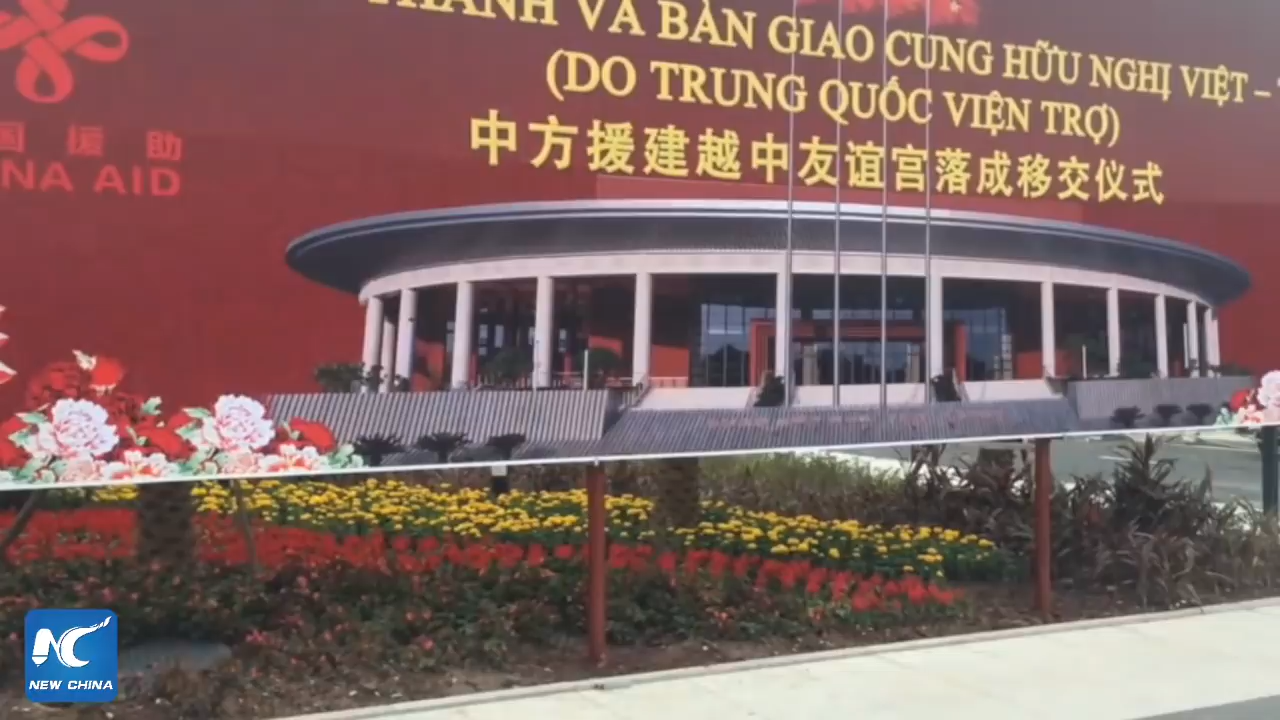 THÀNH VÀ BÀN GIAO CUNG HỮU NGHỊ VIỆT –
(DO TRUNG QUỐC VIỆN TRỢ)
中方援建越中友谊宫落成移交仪式
国 援 助
NA AID
NC
NEW CHINA